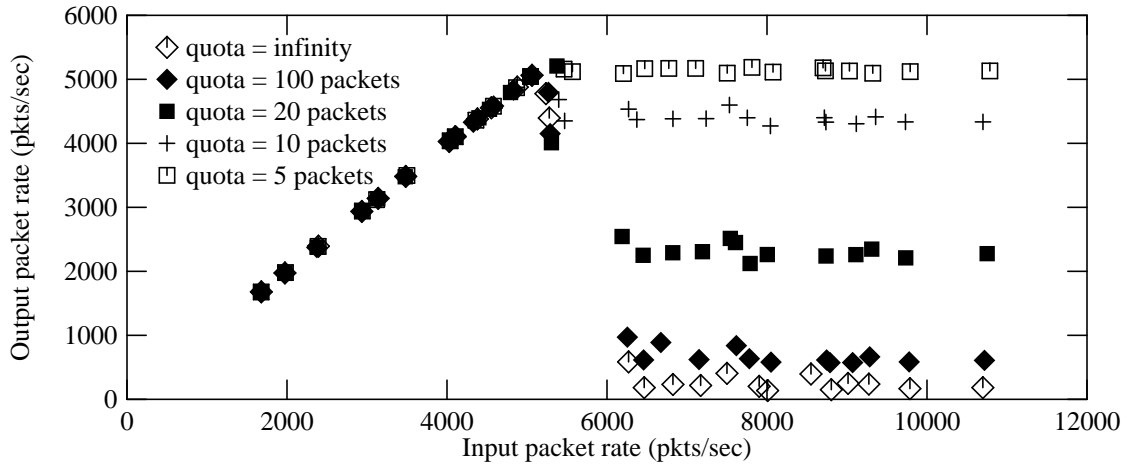 6000
5000
4000
3000
2000
1000
0
Output packet rate (pkts/sec)
quota = infinity
quota = 100 packets
quota = 20 packets
quota = 10 packets
quota = 5 packets
0 2000 4000 6000 8000 10000 12000
Input packet rate (pkts/sec)